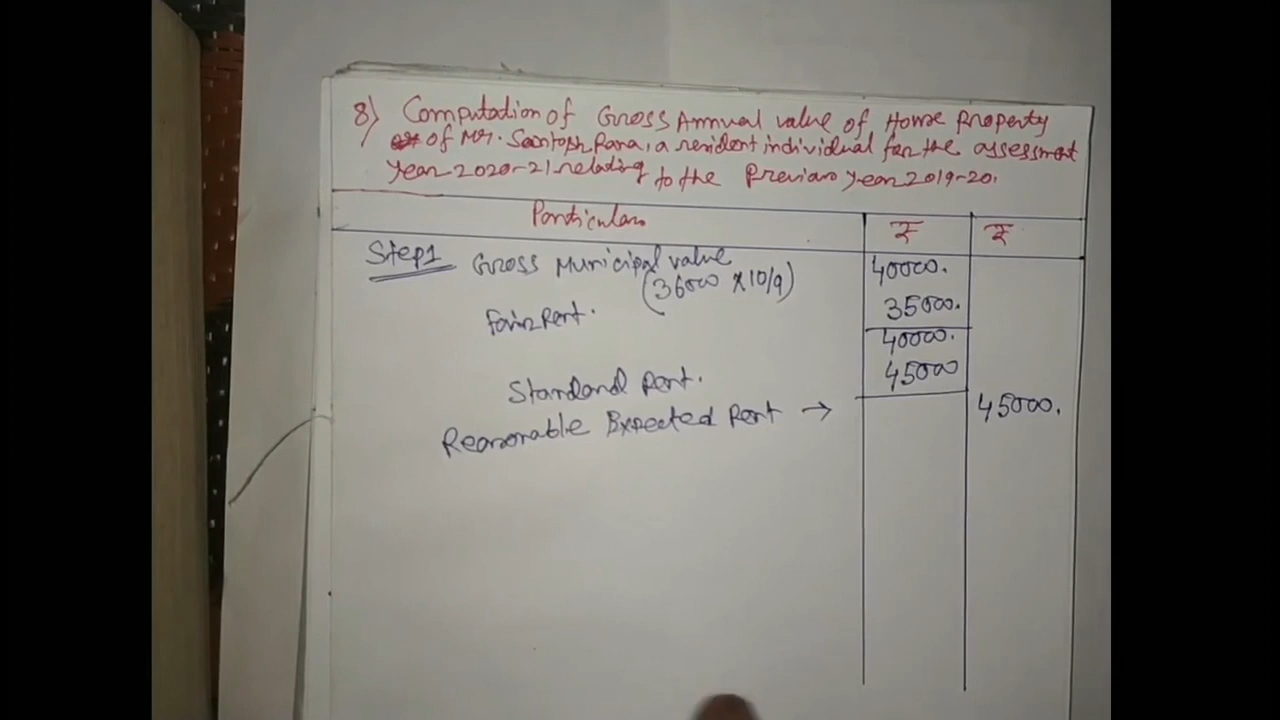 8) Computation of Gross Annual value of House Property
of Mr. Santosh Rana, a resident individual for the assessment
year 2020-21 relating to the Previous year 2019-20.
Particulars ₹ ₹
Step1 Gross Municipal value 40000.
(36000 × 10/9)
Fair Rent. 35000.
40000.
Standard Rent. 45000
Reasonable Expected Rent → 45000.